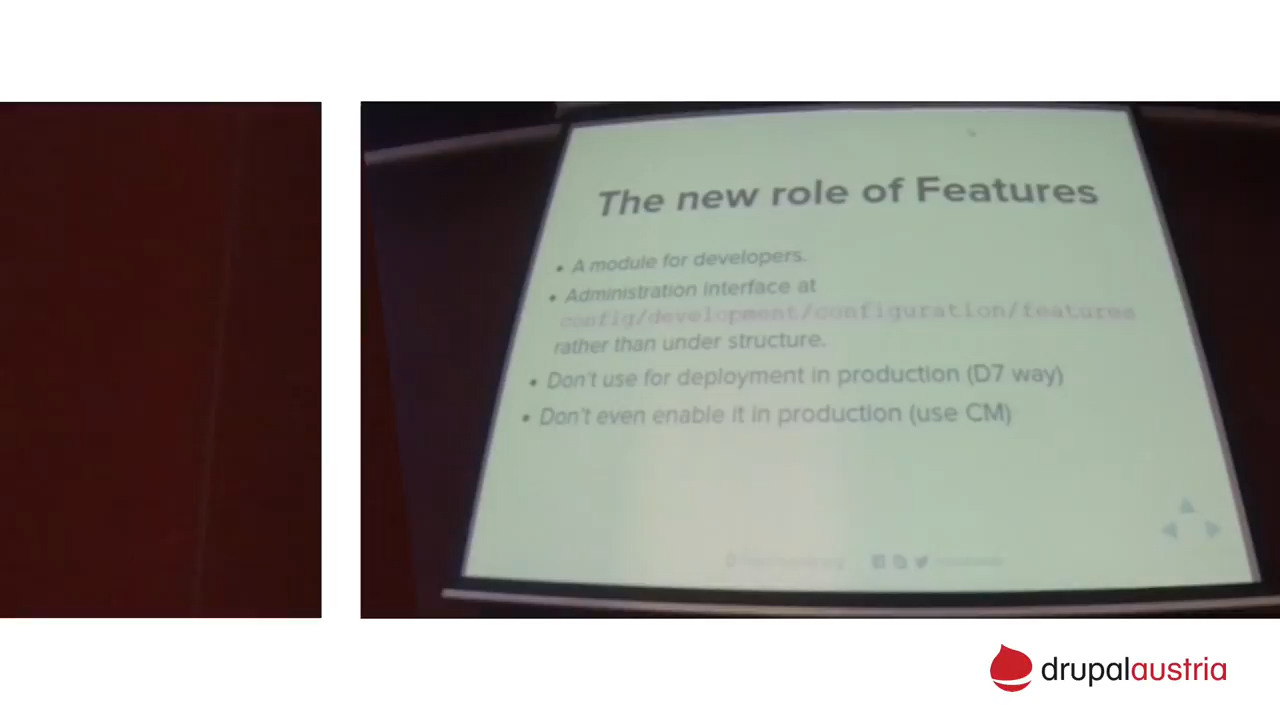 The new role of Features
• A module for developers.
• Administration interface at
config/development/configuration/features
rather than under structure.
• Don't use for deployment in production (D7 way)
• Don't even enable it in production (use CM)
drupalaustria